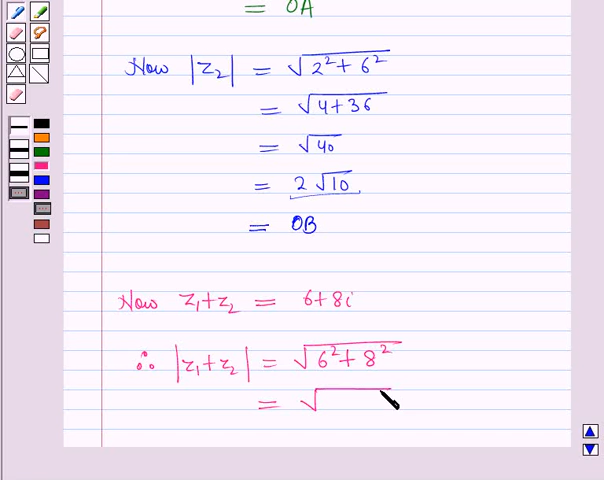 = OA
Now |z₂| = √(2² + 6²)
= √(4 + 36)
= √40
= 2√10
= OB
Now z₁+z₂ = 6+8i
∴ |z₁+z₂| = √(6² + 8²)
= √